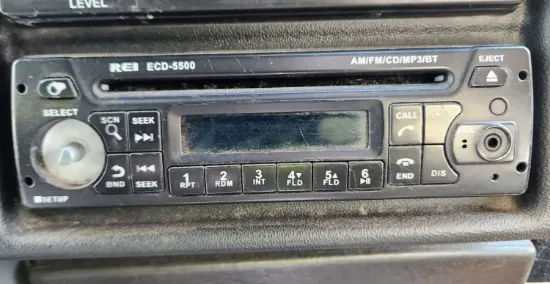 LEVEL
REI ECD-5500
AM/FM/CD/MP3/BT
EJECT
SELECT
SCN
SEEK
CALL
BND
SEEK
1
RPT
2
RDM
3
INT
4
FLD
5
FLD
6
END
DIS
SETUP